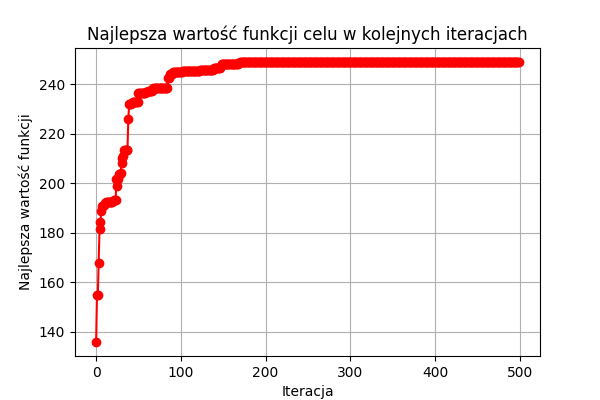 Najlepsza wartość funkcji celu w kolejnych iteracjach
Najlepsza wartość funkcji
240
220
200
180
160
140
0 100 200 300 400 500
Iteracja